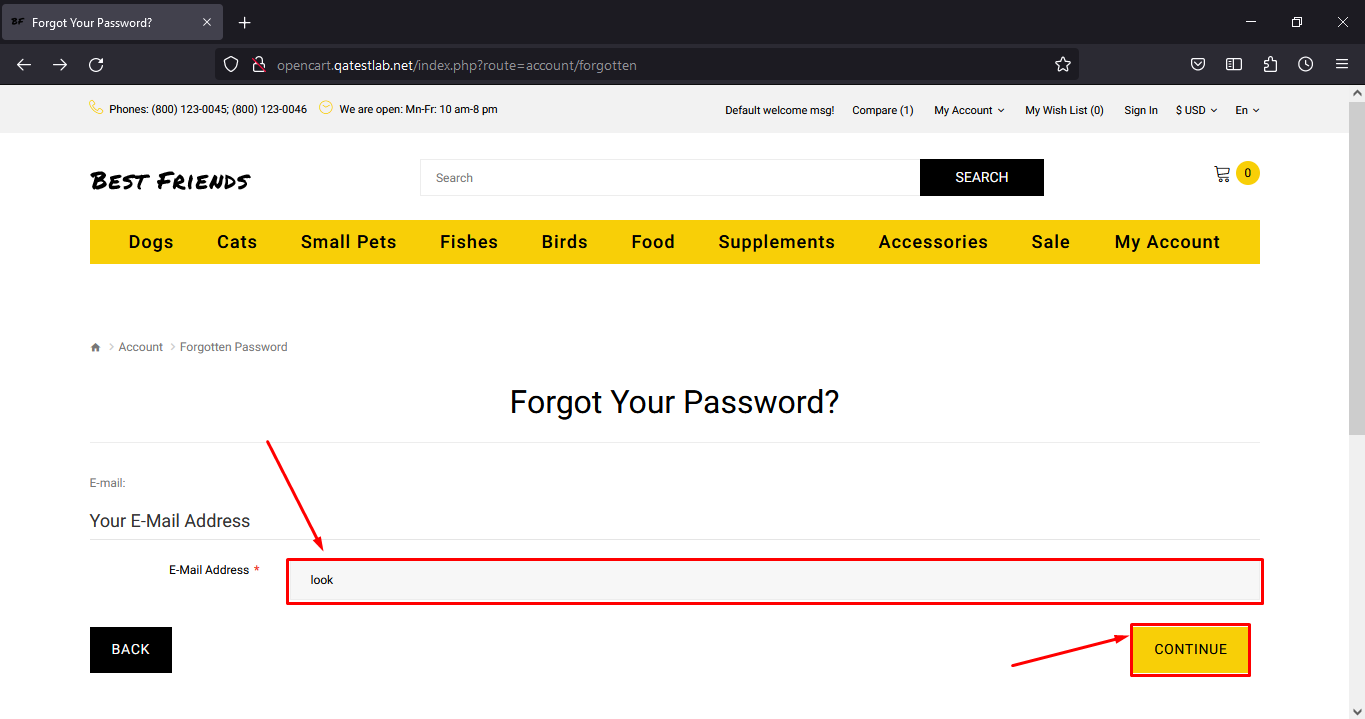 Forgot Your Password?
opencart.qatestlab.net/index.php?route=account/forgotten
Phones: (800) 123-0045; (800) 123-0046 We are open: Mn-Fr: 10 am-8 pm Default welcome msg! Compare (1) My Account My Wish List (0) Sign In $ USD En
Best Friends Search SEARCH 0
Dogs Cats Small Pets Fishes Birds Food Supplements Accessories Sale My Account
Account Forgotten Password
Forgot Your Password?
E-mail:
Your E-Mail Address
E-Mail Address * look
BACK CONTINUE